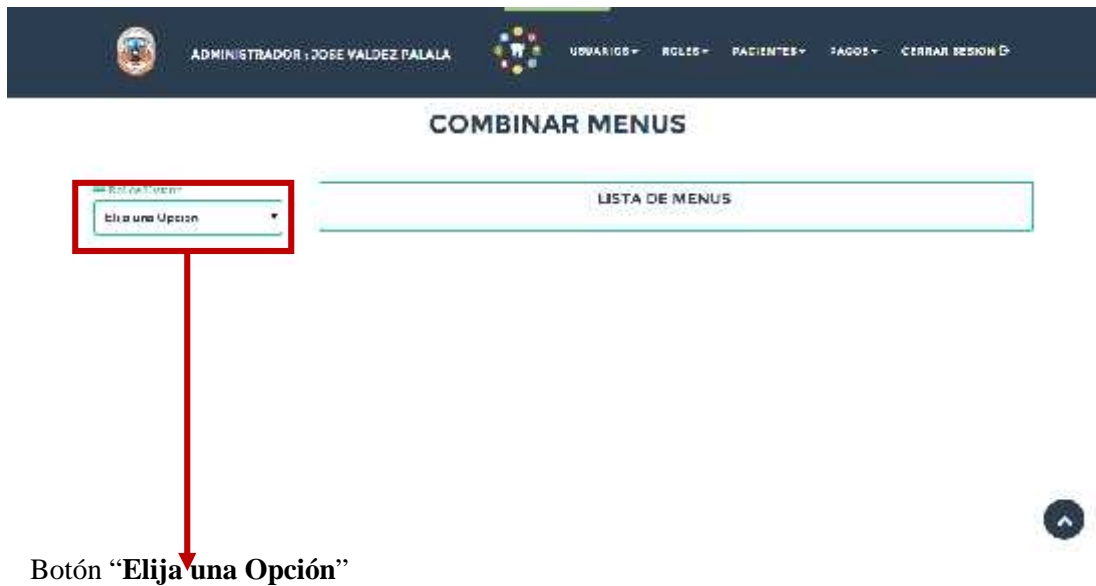 ADMINISTRADOR : JOSE VALDEZ PALALA
USUARIOS ROLES PACIENTES PAGOS CERRAR SESION
COMBINAR MENUS
Elija una Opcion
LISTA DE MENUS
Botón “Elija una Opción”